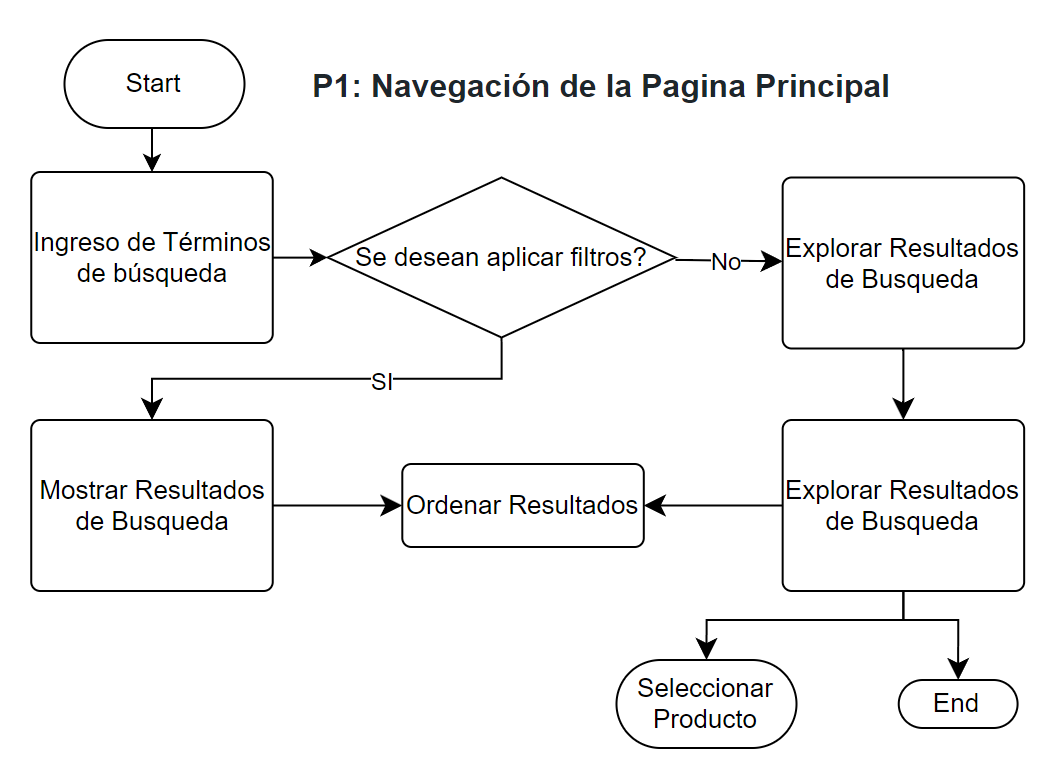 Start
P1: Navegación de la Pagina Principal
Ingreso de Términos
de búsqueda
Se desean aplicar filtros?
No
Explorar Resultados
de Busqueda
SI
Mostrar Resultados
de Busqueda
Ordenar Resultados
Explorar Resultados
de Busqueda
Seleccionar
Producto
End